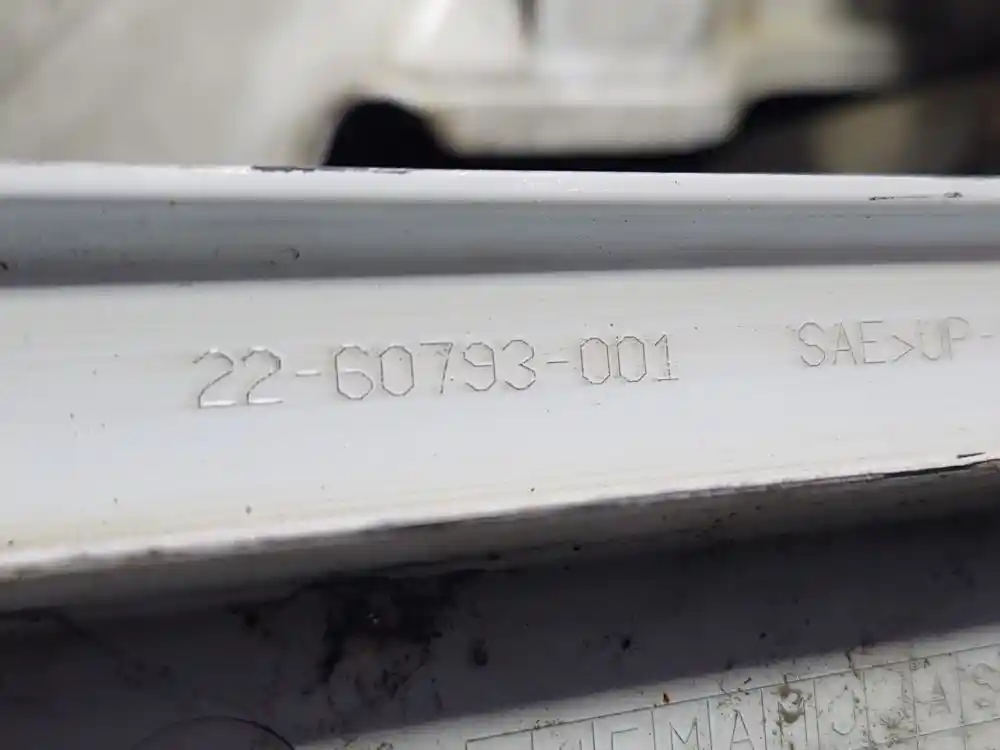 22-60793-001 SAE>UP-
J F M A M J J A S